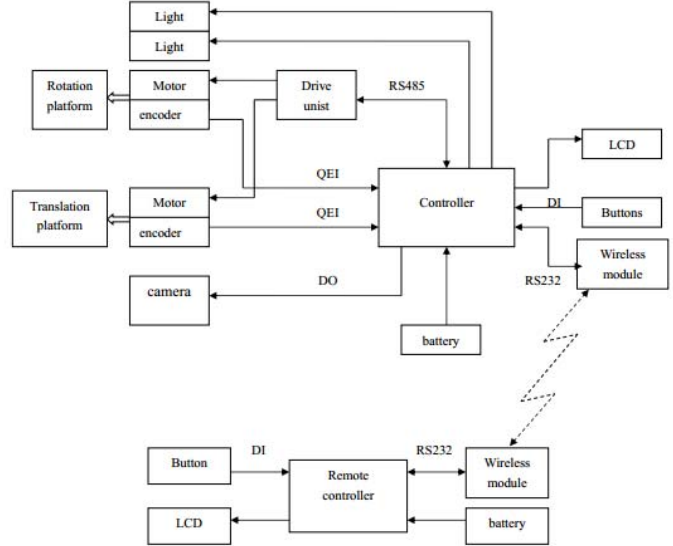 Light
Light
Rotation
platform
Motor
encoder
Drive
unist
RS485
LCD
QEI
Controller
Translation
platform
Motor
encoder
QEI
DI
Buttons
Wireless
module
RS232
camera
DO
battery
Button
DI
Remote
controller
RS232
Wireless
module
LCD
battery